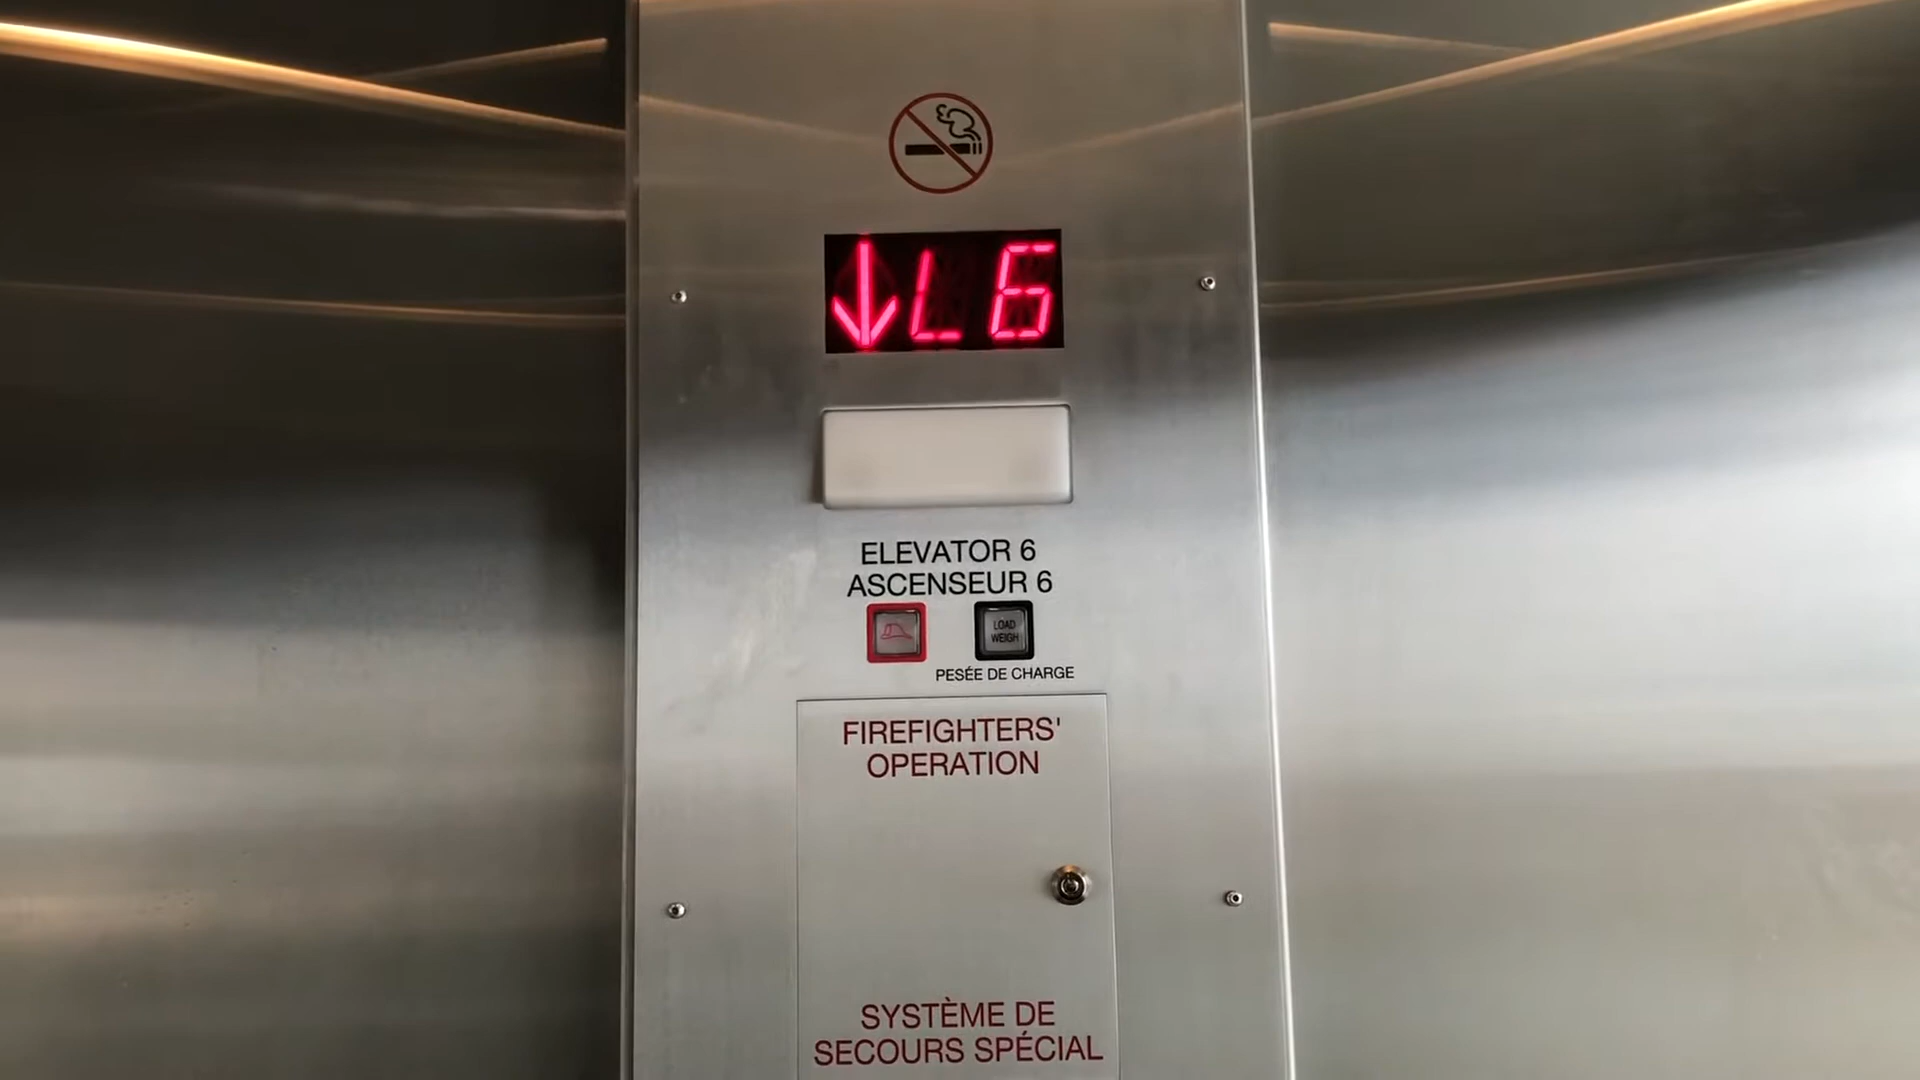 ↓L6
ELEVATOR 6
ASCENSEUR 6
LOAD
WEIGH
PESÉE DE CHARGE
FIREFIGHTERS'
OPERATION
SYSTÈME DE
SECOURS SPÉCIAL